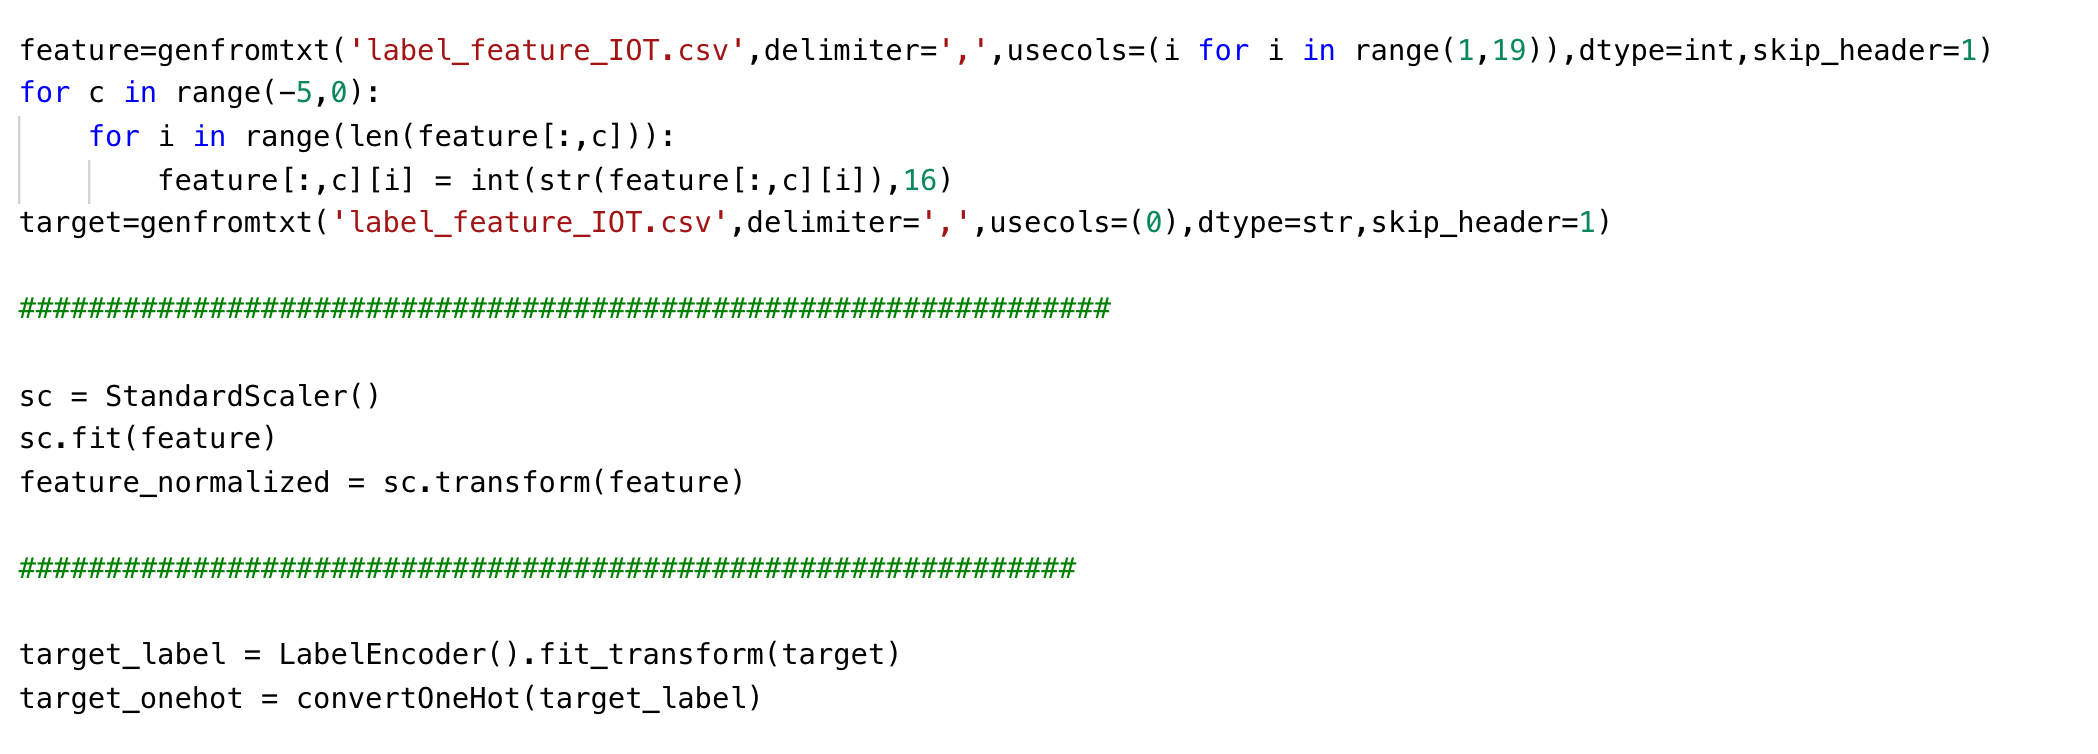 feature=genfromtxt('label_feature_IOT.csv',delimiter=',',usecols=(i for i in range(1,19)),dtype=int,skip_header=1)
for c in range(-5,0):
    for i in range(len(feature[:,c])):
        feature[:,c][i] = int(str(feature[:,c][i]),16)
target=genfromtxt('label_feature_IOT.csv',delimiter=',',usecols=(0),dtype=str,skip_header=1)
###############################################################
sc = StandardScaler()
sc.fit(feature)
feature_normalized = sc.transform(feature)
#############################################################
target_label = LabelEncoder().fit_transform(target)
target_onehot = convertOneHot(target_label)